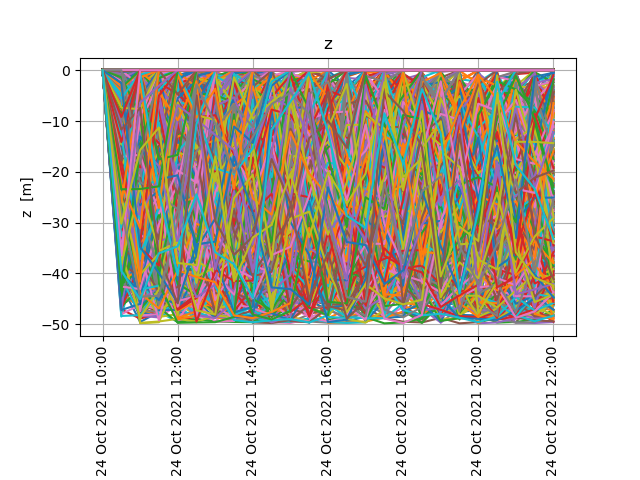 z
0
−10
−20
−30
−40
−50
z [m]
24 Oct 2021 10:00
24 Oct 2021 12:00
24 Oct 2021 14:00
24 Oct 2021 16:00
24 Oct 2021 18:00
24 Oct 2021 20:00
24 Oct 2021 22:00